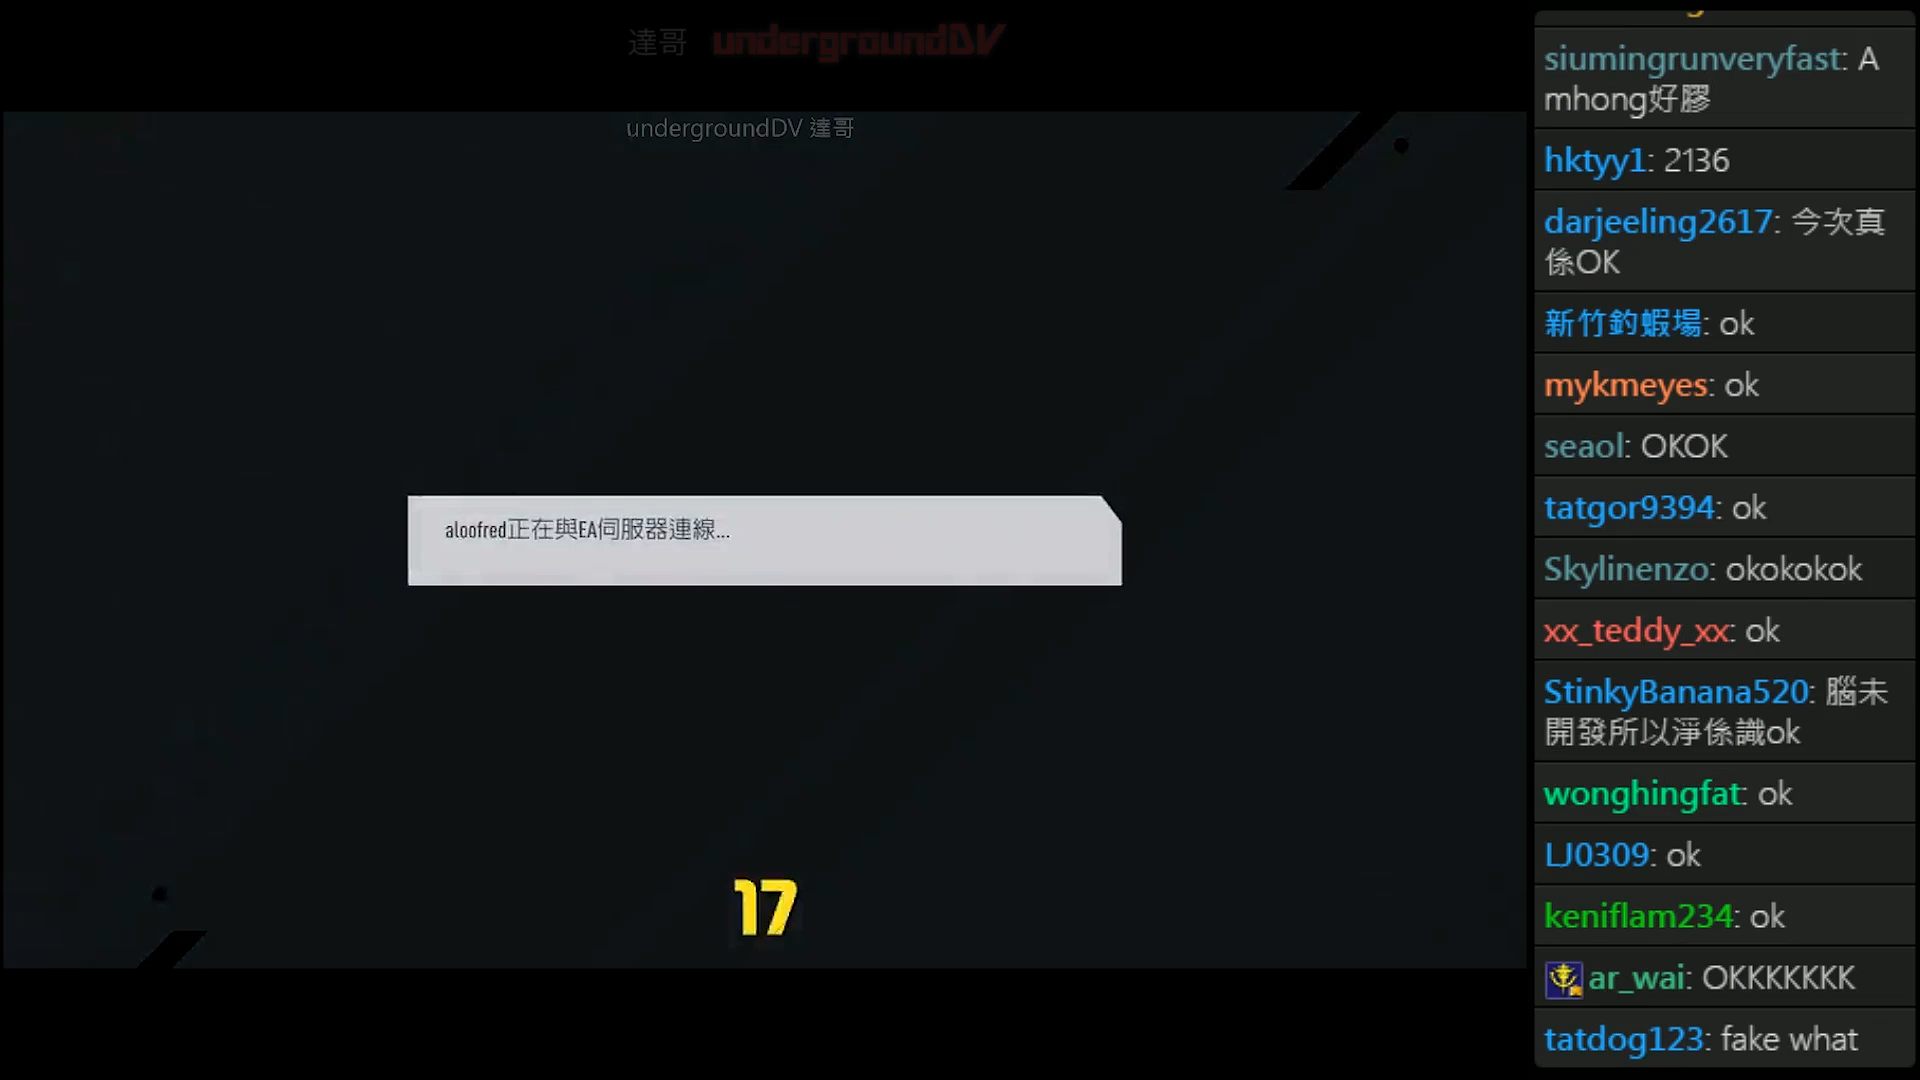 達哥 undergroundDV
undergroundDV 達哥
aloofred正在與EA伺服器連線...
17
siumingrunveryfast: A
mhong好膠
hktyy1: 2136
darjeeling2617: 今次真
係OK
新竹釣蝦場: ok
mykmeyes: ok
seaol: OKOK
tatgor9394: ok
Skylinenzo: okokokok
xx_teddy_xx: ok
StinkyBanana520: 腦未
開發所以淨係識ok
wonghingfat: ok
LJ0309: ok
keniflam234: ok
ar_wai: OKKKKKKK
tatdog123: fake what